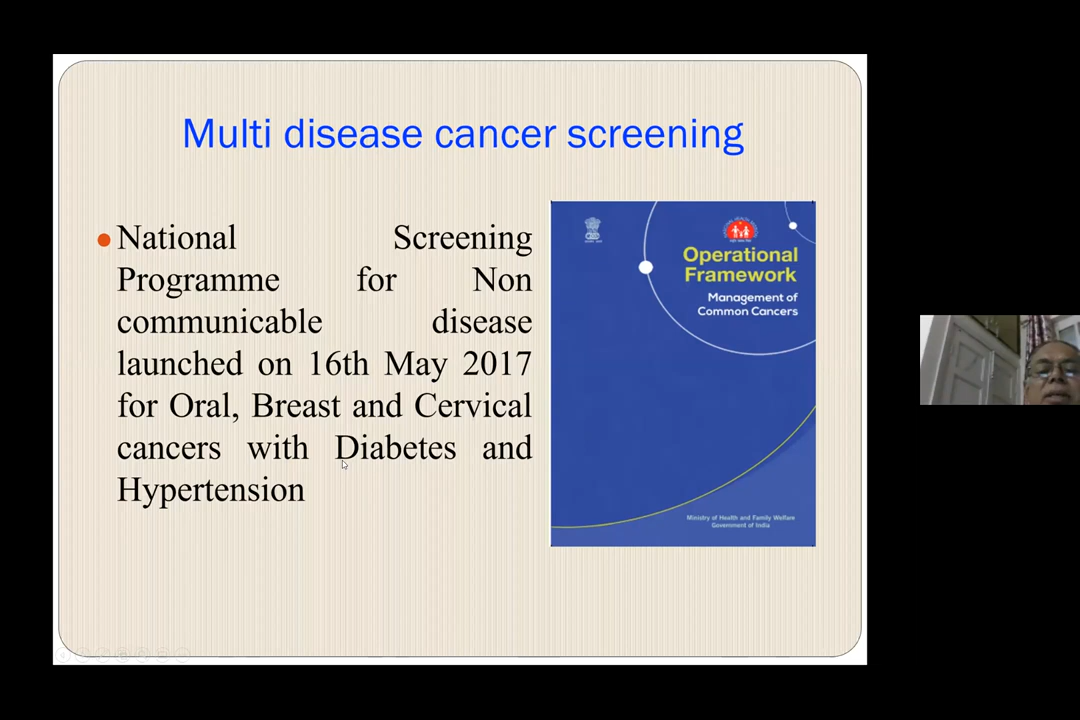 Multi disease cancer screening
National Screening
Programme for Non
communicable disease
launched on 16th May 2017
for Oral, Breast and Cervical
cancers with Diabetes and
Hypertension
Operational
Framework
Management of
Common Cancers
Ministry of Health and Family Welfare
Government of India